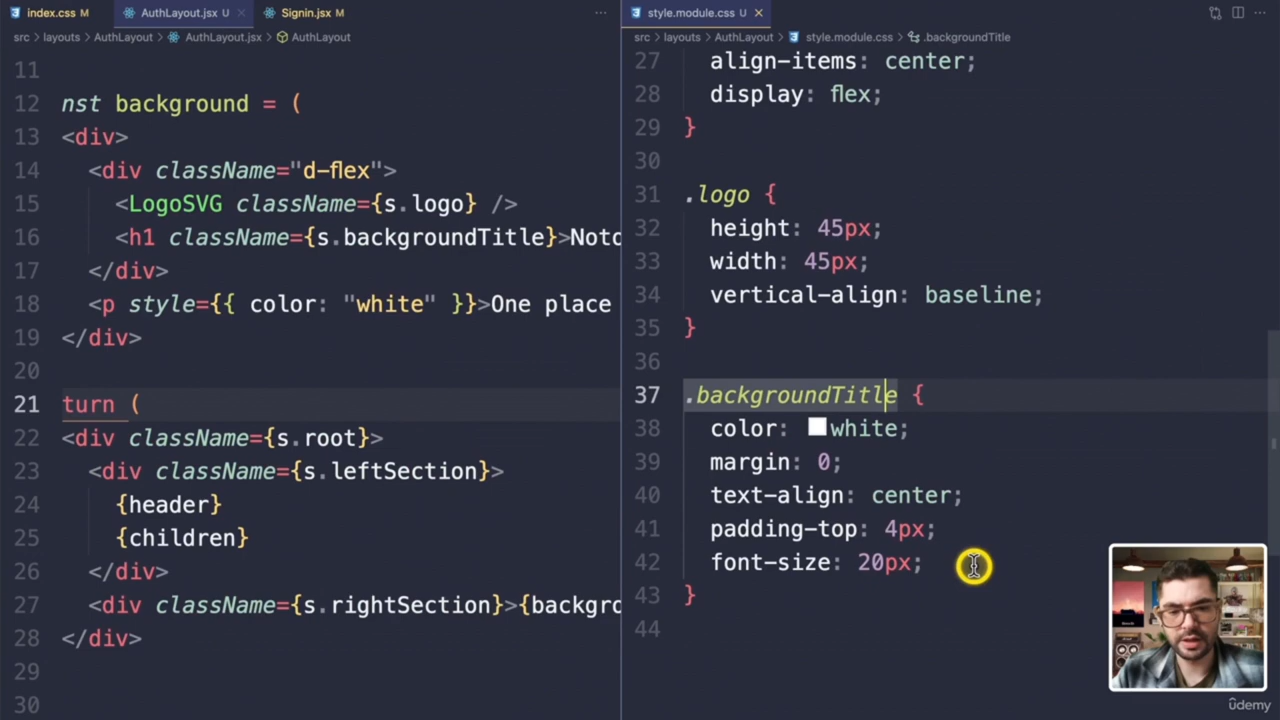 index.css M
AuthLayout.jsx U
Signin.jsx M
style.module.css U
src > layouts > AuthLayout > AuthLayout.jsx > AuthLayout
src > layouts > AuthLayout > style.module.css > .backgroundTitle
11
12 nst background = (
13 <div>
14 <div className="d-flex">
15 <LogoSVG className={s.logo} />
16 <h1 className={s.backgroundTitle}>Noto
17 </div>
18 <p style={{ color: "white" }}>One place
19 </div>
20
21 turn (
22 <div className={s.root}>
23 <div className={s.leftSection}>
24 {header}
25 {children}
26 </div>
27 <div className={s.rightSection}>{backgro
28 </div>
29
30
27 align-items: center;
28 display: flex;
29 }
30
31 .logo {
32 height: 45px;
33 width: 45px;
34 vertical-align: baseline;
35 }
36
37 .backgroundTitle {
38 color: white;
39 margin: 0;
40 text-align: center;
41 padding-top: 4px;
42 font-size: 20px;
43 }
44
ûdemy